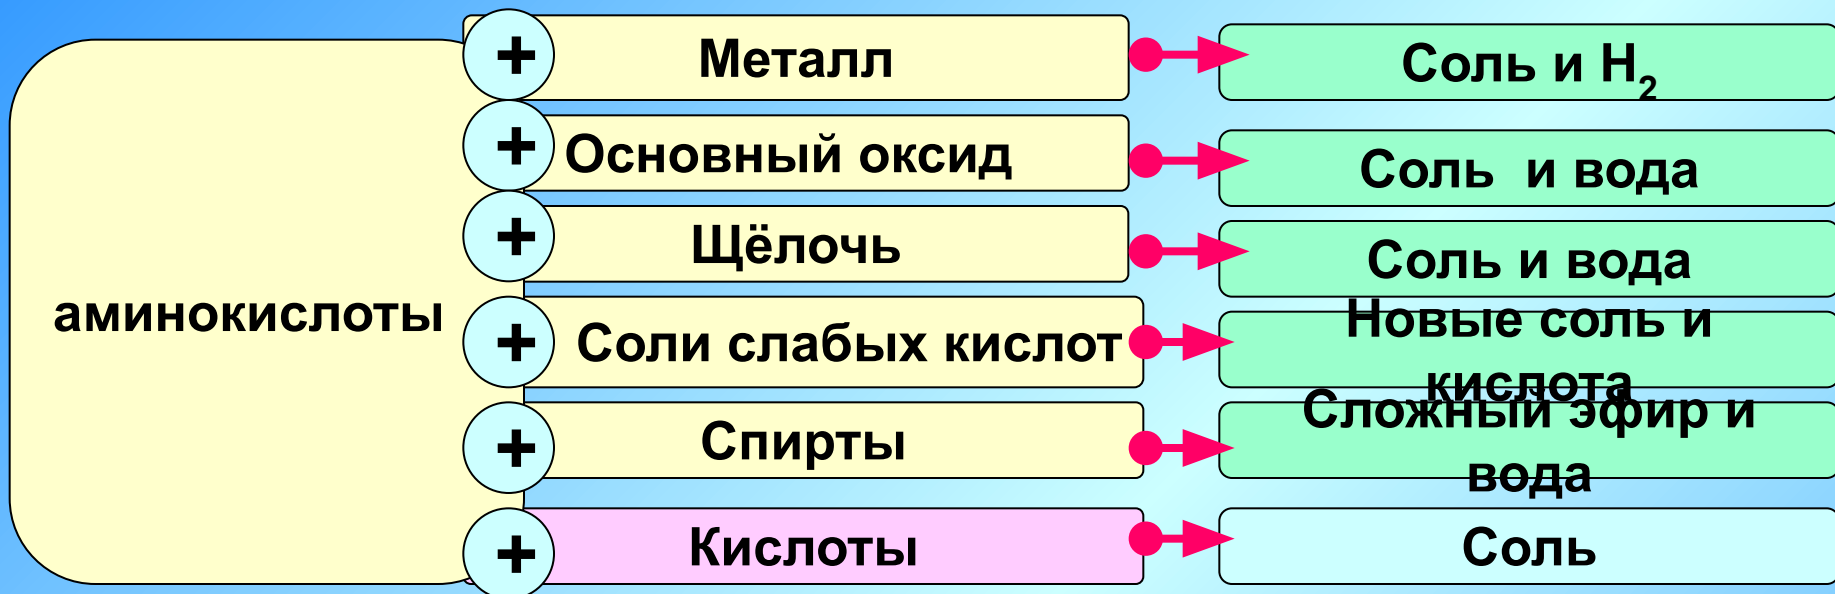 аминокислоты
+ Металл Соль и H2
+ Основный оксид Соль и вода
+ Щёлочь Соль и вода
+ Соли слабых кислот Новые соль и
кислота
+ Спирты Сложный эфир и
вода
+ Кислоты Соль